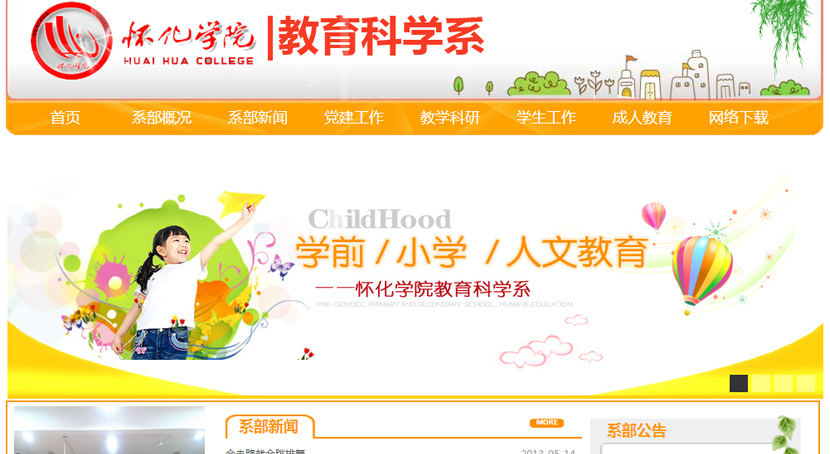 怀化学院 教育科学系
HUAI HUA COLLEGE
首页 系部概况 系部新闻 党建工作 教学科研 学生工作 成人教育 网络下载
ChildHood
学前 / 小学 / 人文教育
——怀化学院教育科学系
PRE-SCHOOL, PRIMARY AND SECONDARY SCHOOL, HUMANE EDUCATION
系部新闻 MORE 系部公告
2013-05-14